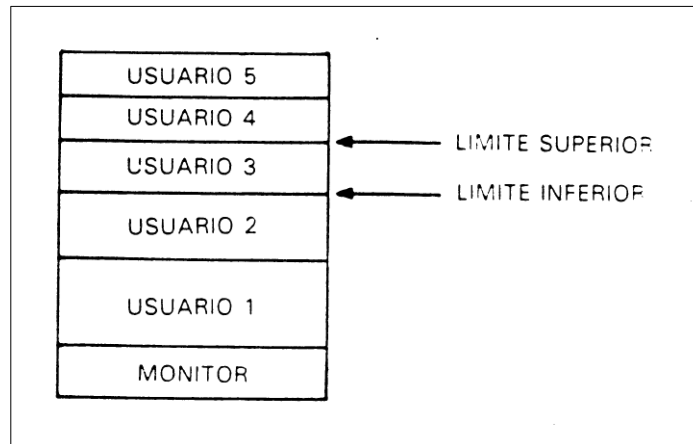 USUARIO 5
USUARIO 4
LIMITE SUPERIOR
USUARIO 3
LIMITE INFERIOR
USUARIO 2
USUARIO 1
MONITOR